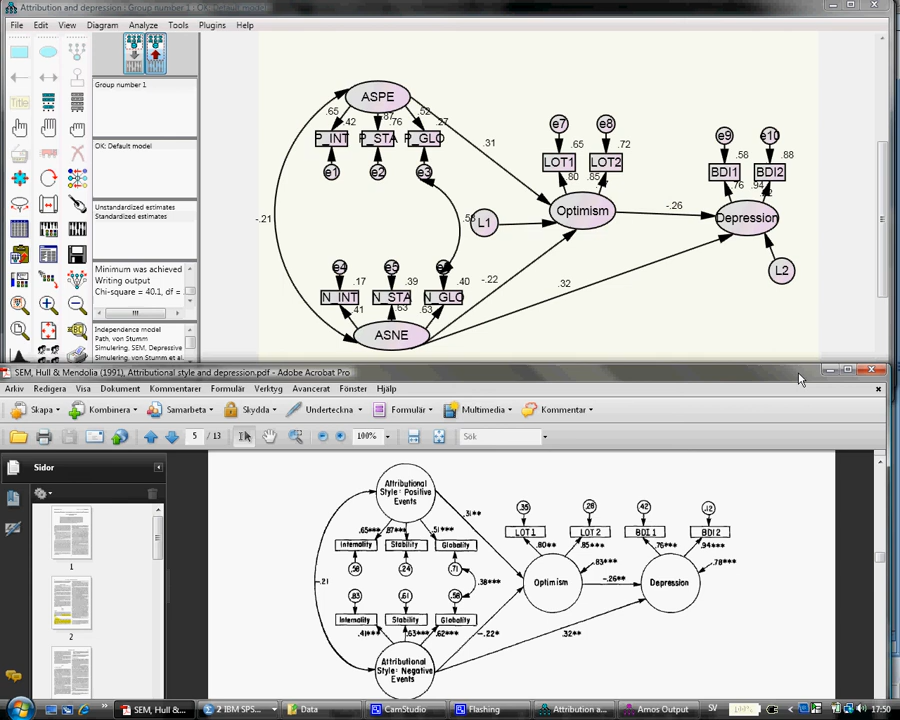 Attribution and depression : Group number 1 : OK: Default model
File Edit View Diagram Analyze Tools Plugins Help
Title
Group number 1
OK: Default model
Unstandardized estimates
Standardized estimates
Minimum was achieved
Writing output
Chi-square = 40.1, df =
Independence model
Path, von Stumm
Simulering, SEM Depressive
Simulering, von Stumm et al.
ASPE
.65 .42 .87 .76 .52 .27
P_INT P_STA P_GLO
e1 e2 e3
.31
-.21
e7 e8
.65 .72
LOT1 LOT2
.80 .85
Optimism
L1
-.26
e9 e10
.58 .88
BDI1 BDI2
.76 .94
Depression
L2
e4 e5
.17 .39 .40
N_INT N_STA N_GLO
.41 .63 .63
ASNE
-.22
.32
SEM, Hull & Mendolia (1991), Attributional style and depression.pdf - Adobe Acrobat Pro
Arkiv Redigera Visa Dokument Kommentarer Formulär Verktyg Avancerat Fönster Hjälp
Skapa Kombinera Samarbeta Skydda Underteckna Formulär Multimedia Kommentar
5 / 13 100% Sök
Sidor
1
2
Attributional
Style: Positive
Events
.31**
.65*** .87*** .51***
Internality Stability Globality
.58 .24 .71
-.21
.38***
.83 .61 .58
Internality Stability Globality
.41*** .63*** .62***
Attributional
Style: Negative
Events
.35 .28 .42 .12
LOT1 LOT2 BDI1 BDI2
.80** .85** .76*** .94***
.83*** .78***
Optimism
-.26**
Depression
-.22*
.32**
SEM, Hull &... 2 IBM SPS... Data CamStudio Flashing Attribution a... Amos Output SV 17:50